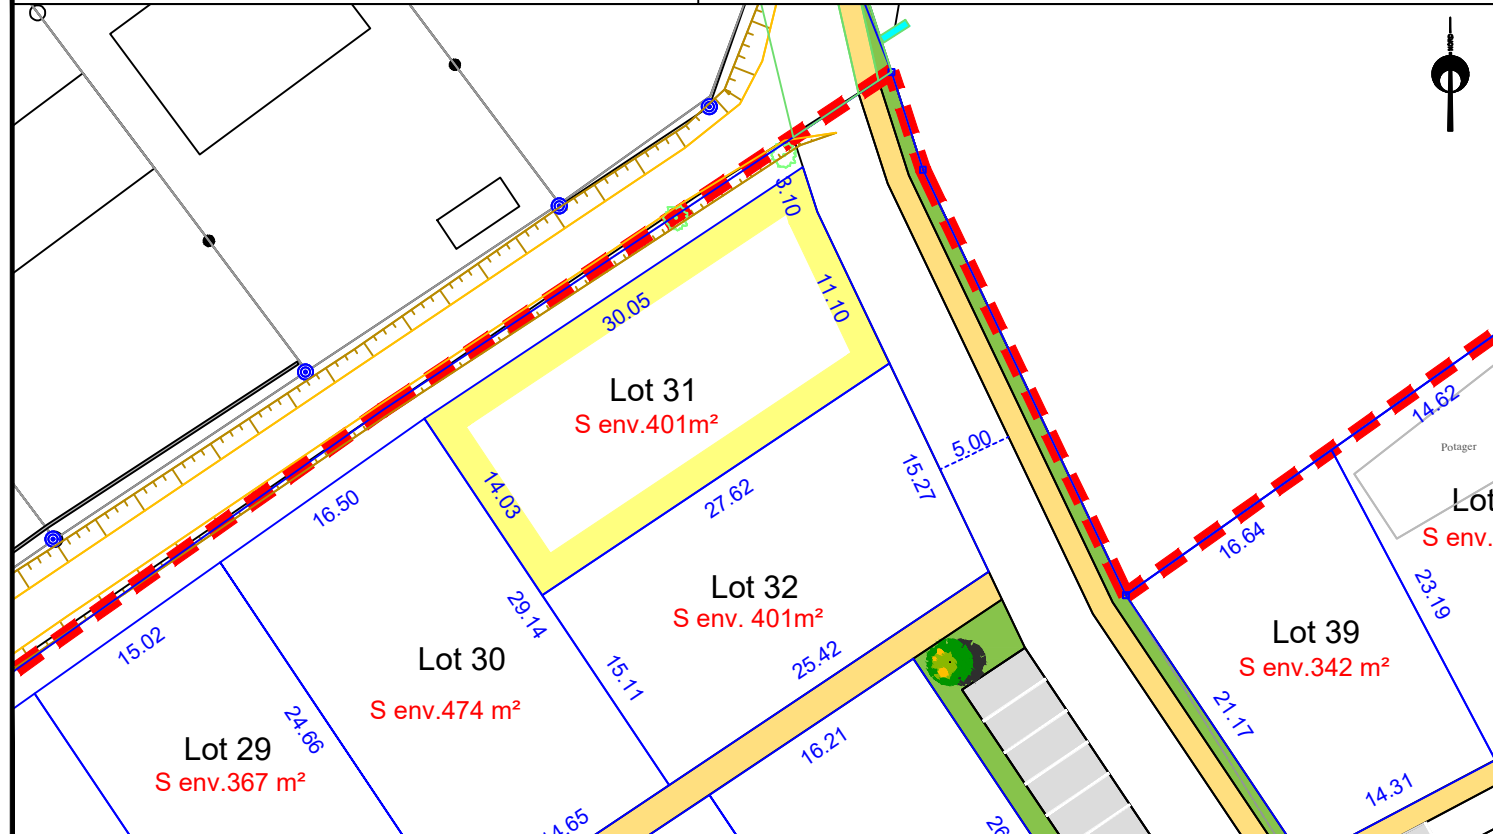 NORD
3.10
30.05
11.10
Lot 31
S env.401m²
14.62
Potager
5.00
15.27
14.03
27.62
16.50
Lot
S env.
16.64
Lot 32
S env. 401m²
29.14
23.19
15.02
Lot 30
S env.474 m²
25.42
15.11
Lot 39
S env.342 m²
21.17
24.66
Lot 29
S env.367 m²
16.21
14.31
14.65
26